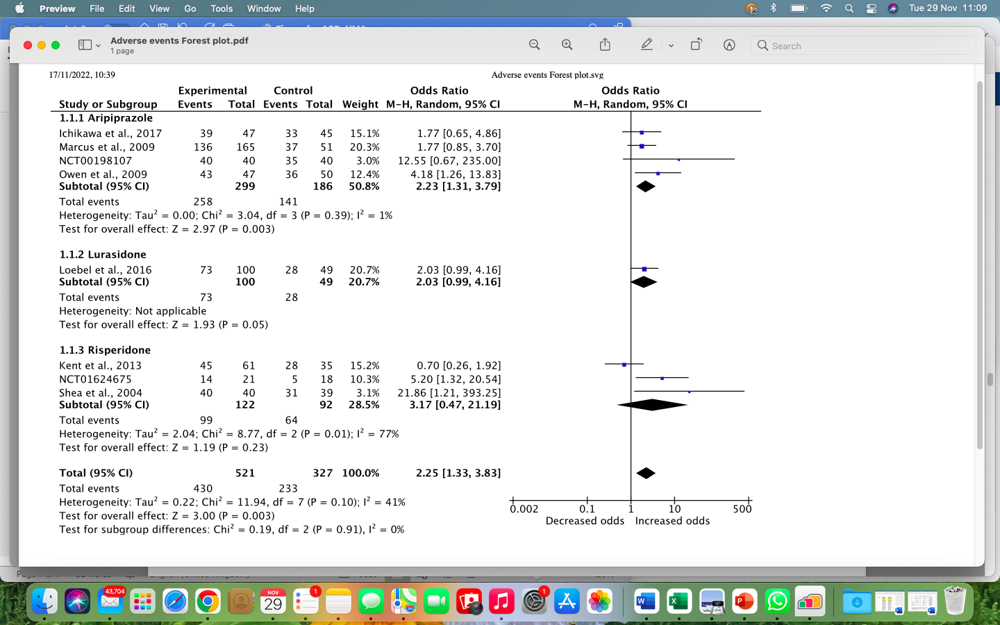 Preview File Edit View Go Tools Window Help Tue 29 Nov 11:09
Adverse events Forest plot.pdf
1 page
Search
17/11/2022, 10:39 Adverse events Forest plot.svg
Experimental Control Odds Ratio Odds Ratio
Study or Subgroup Events Total Events Total Weight M-H, Random, 95% CI M-H, Random, 95% CI
1.1.1 Aripiprazole
Ichikawa et al., 2017 39 47 33 45 15.1% 1.77 [0.65, 4.86]
Marcus et al., 2009 136 165 37 51 20.3% 1.77 [0.85, 3.70]
NCT00198107 40 40 35 40 3.0% 12.55 [0.67, 235.00]
Owen et al., 2009 43 47 36 50 12.4% 4.18 [1.26, 13.83]
Subtotal (95% CI) 299 186 50.8% 2.23 [1.31, 3.79]
Total events 258 141
Heterogeneity: Tau² = 0.00; Chi² = 3.04, df = 3 (P = 0.39); I² = 1%
Test for overall effect: Z = 2.97 (P = 0.003)
1.1.2 Lurasidone
Loebel et al., 2016 73 100 28 49 20.7% 2.03 [0.99, 4.16]
Subtotal (95% CI) 100 49 20.7% 2.03 [0.99, 4.16]
Total events 73 28
Heterogeneity: Not applicable
Test for overall effect: Z = 1.93 (P = 0.05)
1.1.3 Risperidone
Kent et al., 2013 45 61 28 35 15.2% 0.70 [0.26, 1.92]
NCT01624675 14 21 5 18 10.3% 5.20 [1.32, 20.54]
Shea et al., 2004 40 40 31 39 3.1% 21.86 [1.21, 393.25]
Subtotal (95% CI) 122 92 28.5% 3.17 [0.47, 21.19]
Total events 99 64
Heterogeneity: Tau² = 2.04; Chi² = 8.77, df = 2 (P = 0.01); I² = 77%
Test for overall effect: Z = 1.19 (P = 0.23)
Total (95% CI) 521 327 100.0% 2.25 [1.33, 3.83]
Total events 430 233
Heterogeneity: Tau² = 0.22; Chi² = 11.94, df = 7 (P = 0.10); I² = 41%
Test for overall effect: Z = 3.00 (P = 0.003)
Test for subgroup differences: Chi² = 0.19, df = 2 (P = 0.91), I² = 0%
0.002 0.1 1 10 500
Decreased odds Increased odds
43,704
NOV
29
1
1